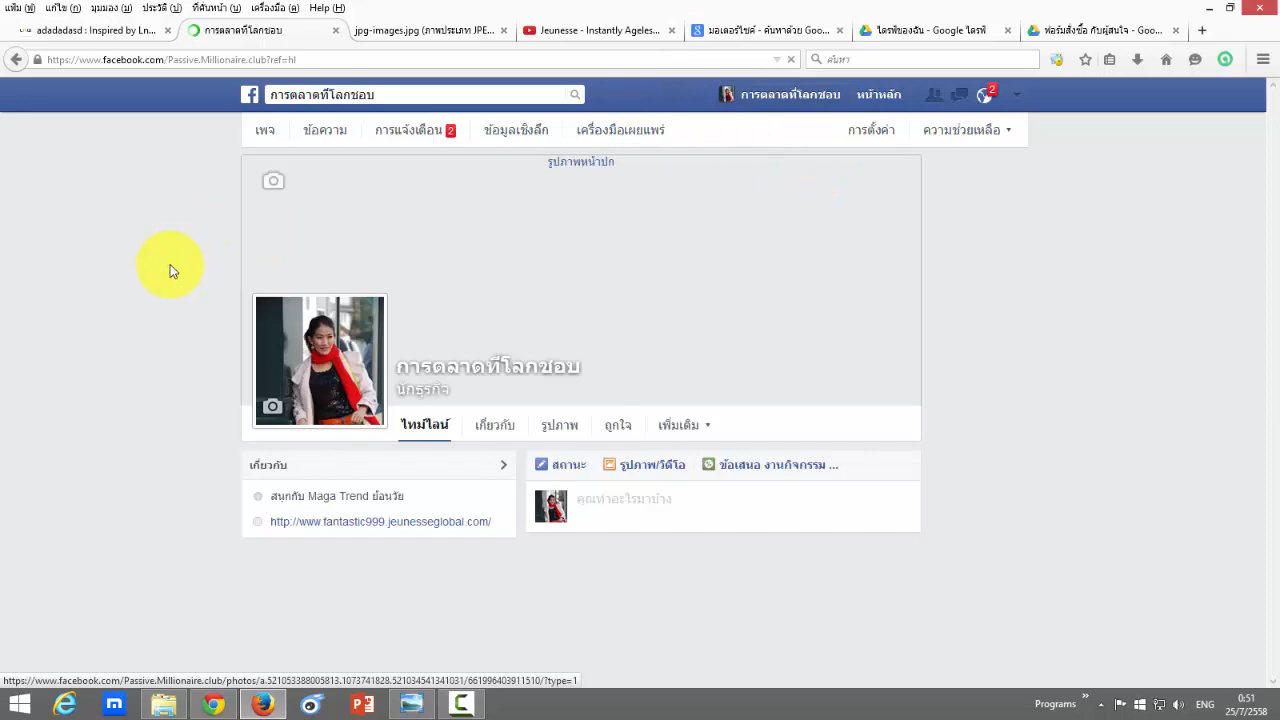 แฟ้ม (ฟ) แก้ไข (ก) มุมมอง (ม) ประวัติ (ป) ที่คั่นหน้า (ค) เครื่องมือ (ค) Help (H)
adadadasd : Inspired by Ln...
การตลาดที่โลกชอบ
jpg-images.jpg (ภาพประเภท JPE...
Jeunesse - Instantly Ageles...
มอเตอร์ไซค์ - ค้นหาด้วย Goo...
ไดรฟ์ของฉัน - Google ไดรฟ์
ฟอร์มสั่งซื้อ กับผู้สนใจ - Goo...
https://www.facebook.com/Passive.Millionaire.club?ref=hl
ค้นหา
การตลาดที่โลกชอบ
การตลาดที่โลกชอบ หน้าหลัก 2
เพจ ข้อความ การแจ้งเตือน 2 ข้อมูลเชิงลึก เครื่องมือเผยแพร่ การตั้งค่า ความช่วยเหลือ
รูปภาพหน้าปก
การตลาดที่โลกชอบ
นักธุรกิจ
ไทม์ไลน์ เกี่ยวกับ รูปภาพ ถูกใจ เพิ่มเติม
เกี่ยวกับ
สนุกกับ Maga Trend ย้อนวัย
http://www.fantastic999.jeunesseglobal.com/
สถานะ รูปภาพ/วิดีโอ ข้อเสนอ งานกิจกรรม ...
คุณทำอะไรมาบ้าง
https://www.facebook.com/Passive.Millionaire.club/photos/a.521053388005813.1073741828.521034541341031/661996403911510/?type=1
Programs ENG
0:51
25/7/2558